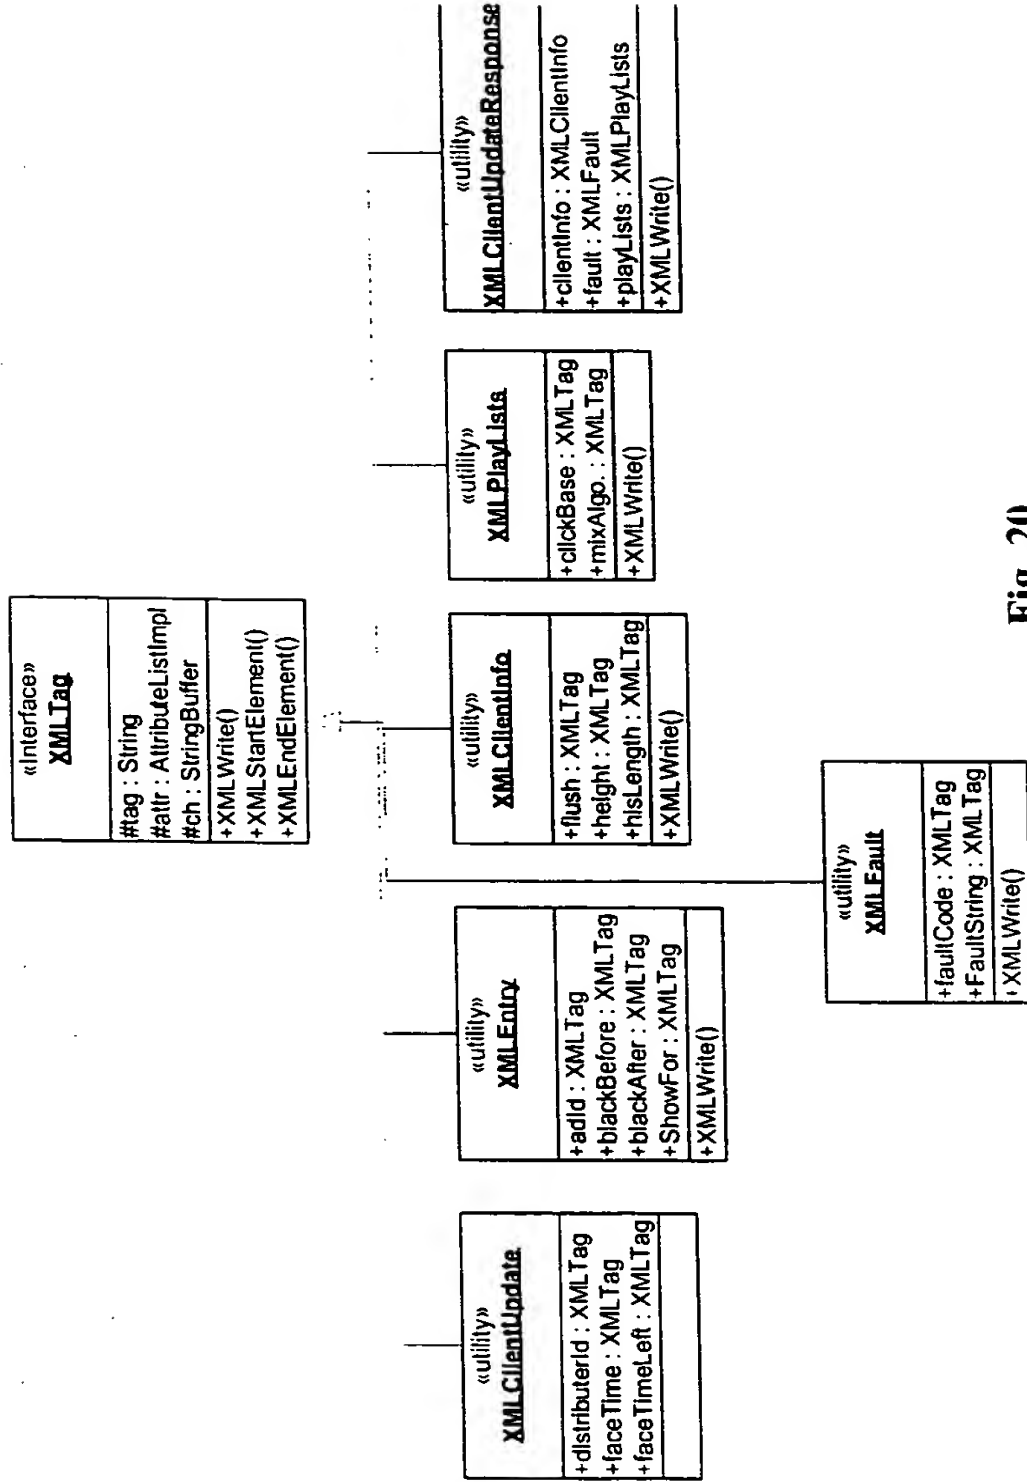 «Interface»
XMLTag
#tag : String
#attr : AttributeListImpl
#ch : StringBuffer
+XMLWrite()
+XMLStartElement()
+XMLEndElement()
«utility»
XMLClientUpdate
+distributerId : XMLTag
+faceTime : XMLTag
+faceTimeLeft : XMLTag
«utility»
XMLEntry
+adId : XMLTag
+blackBefore : XMLTag
+blackAfter : XMLTag
+ShowFor : XMLTag
+XMLWrite()
«utility»
XMLClientInfo
+flush : XMLTag
+height : XMLTag
+hisLength : XMLTag
+XMLWrite()
«utility»
XMLPlayLists
+clickBase : XMLTag
+mixAlgo. : XMLTag
+XMLWrite()
«utility»
XMLClientUpdateResponse
+clientInfo : XMLClientInfo
+fault : XMLFault
+playLists : XMLPlayLists
+XMLWrite()
«utility»
XMLFault
+faultCode : XMLTag
+FaultString : XMLTag
+XMLWrite()
Fig. 20